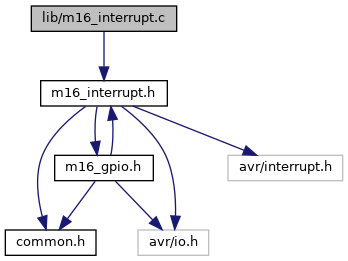 lib/m16_interrupt.c
m16_interrupt.h
m16_gpio.h
avr/interrupt.h
common.h
avr/io.h